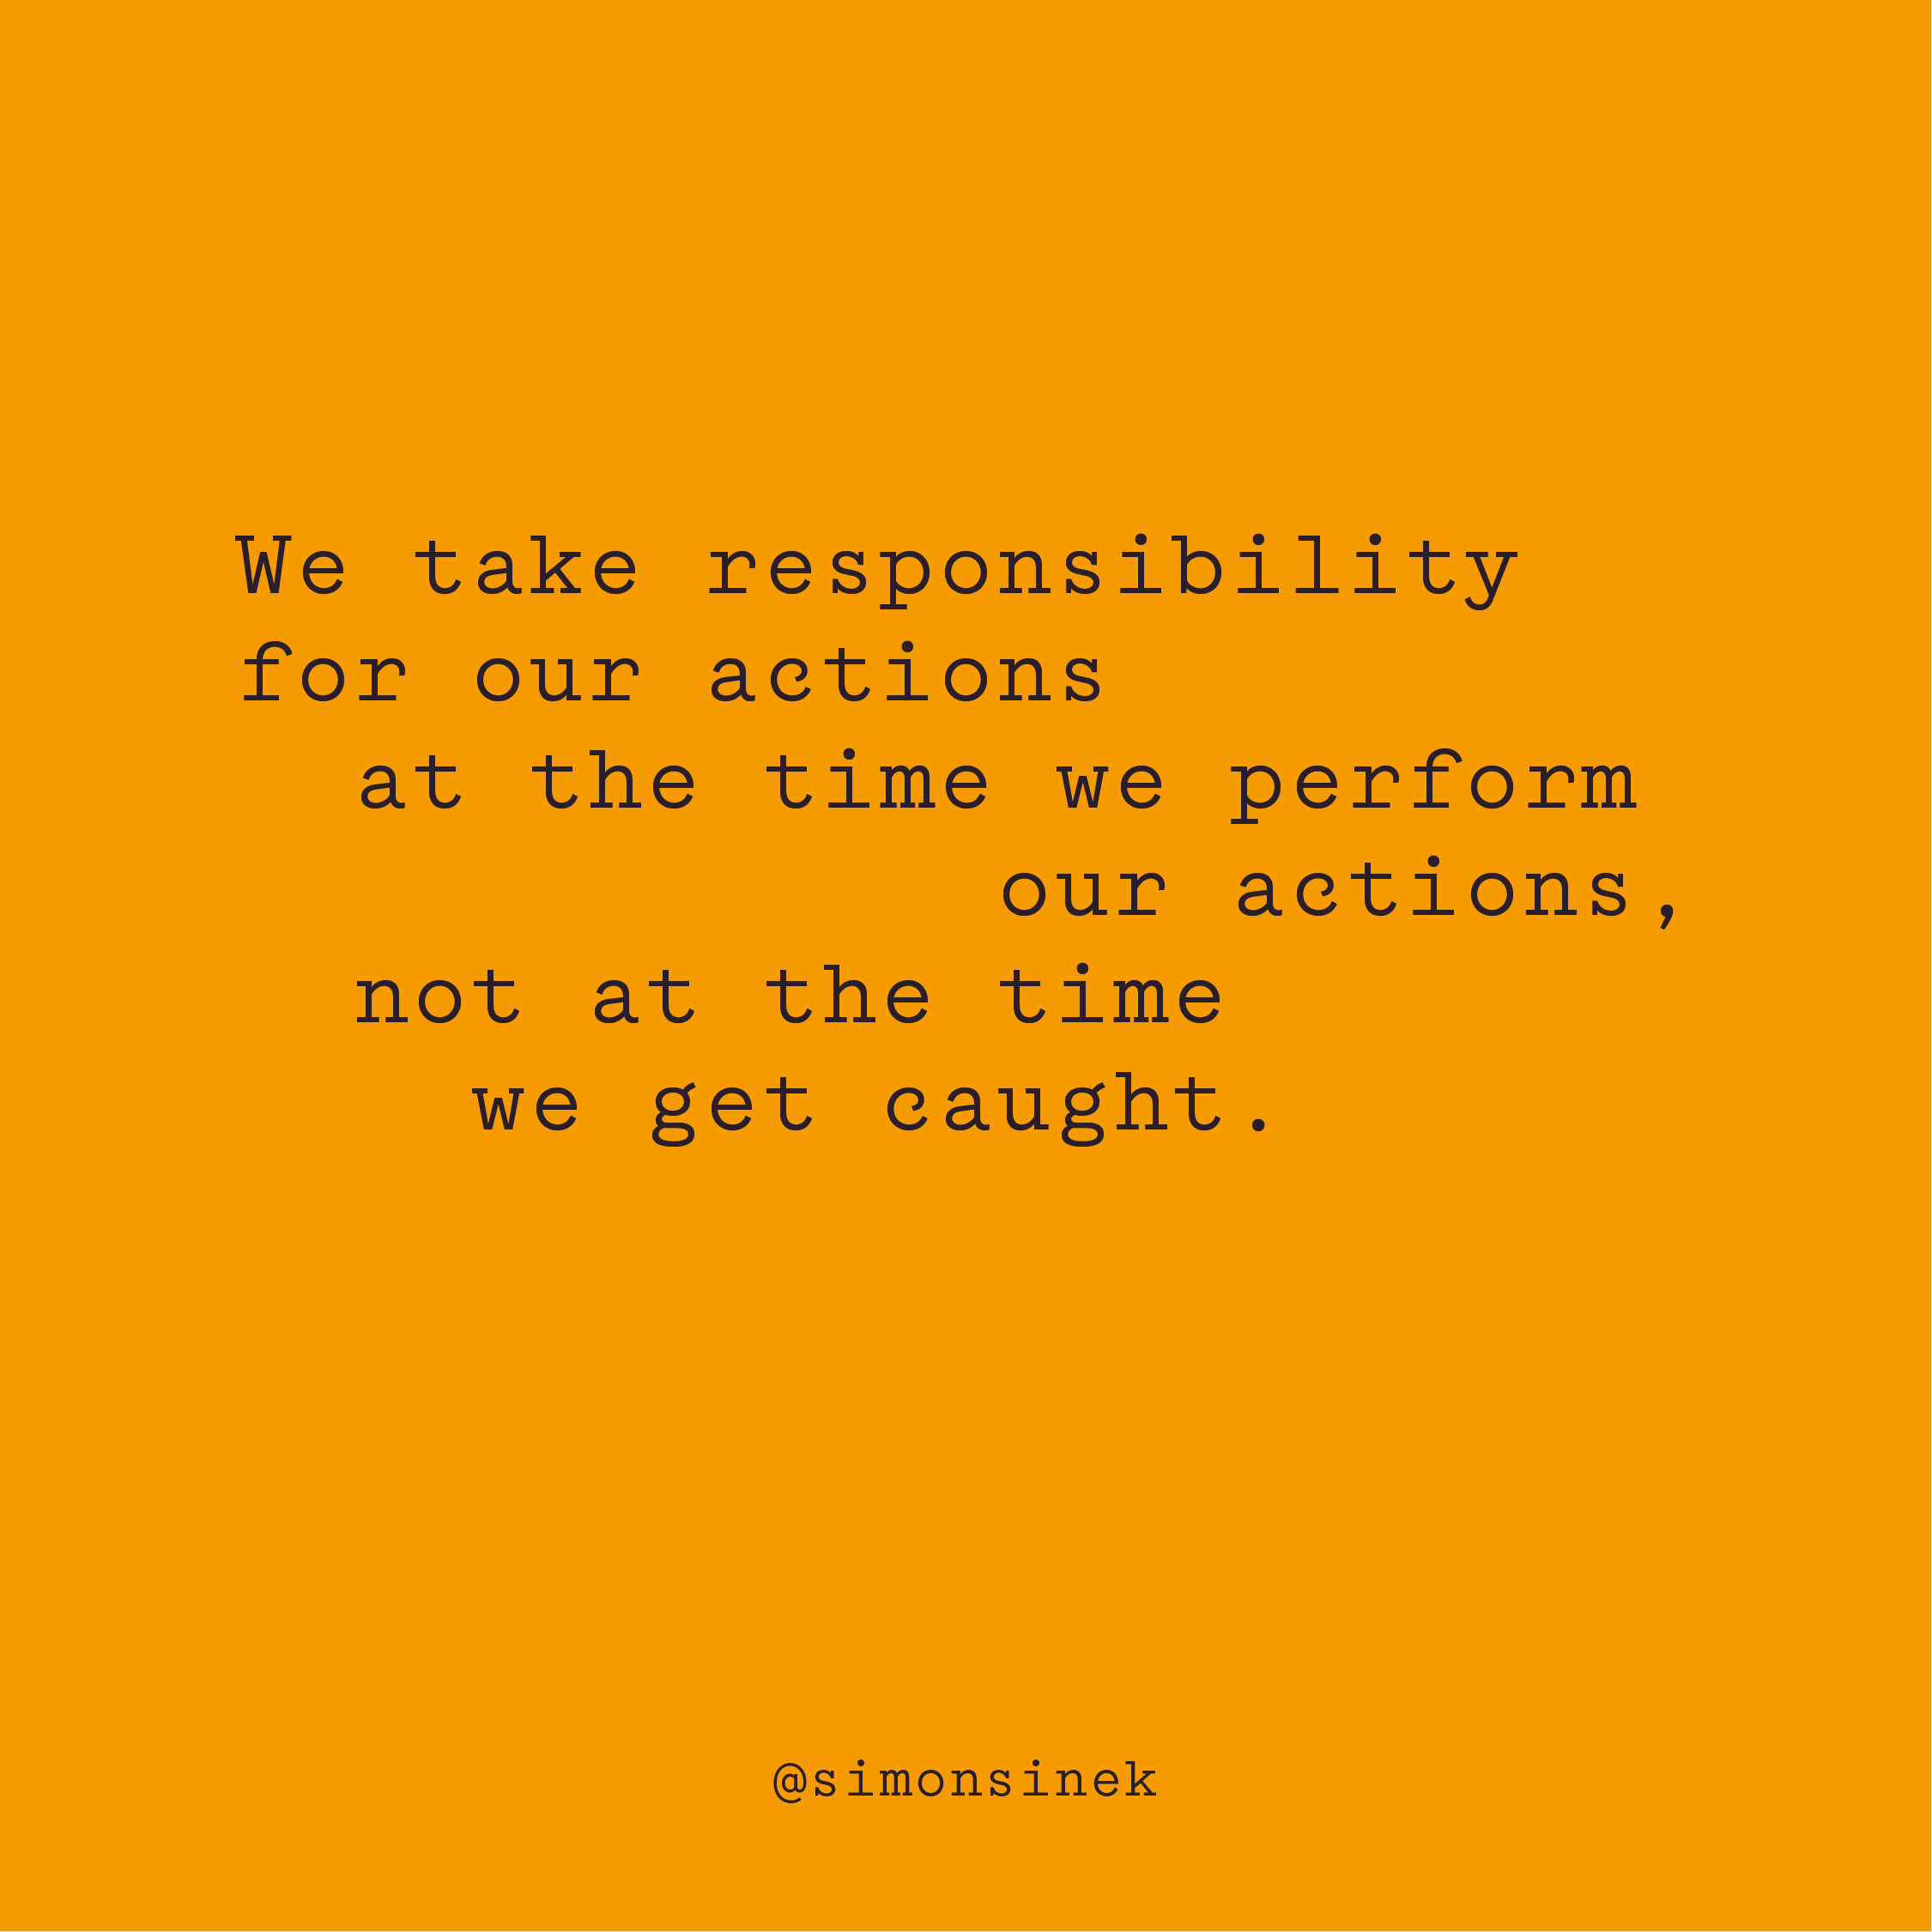 We take responsibility
for our actions
at the time we perform
our actions,
not at the time
we get caught.
@simonsinek